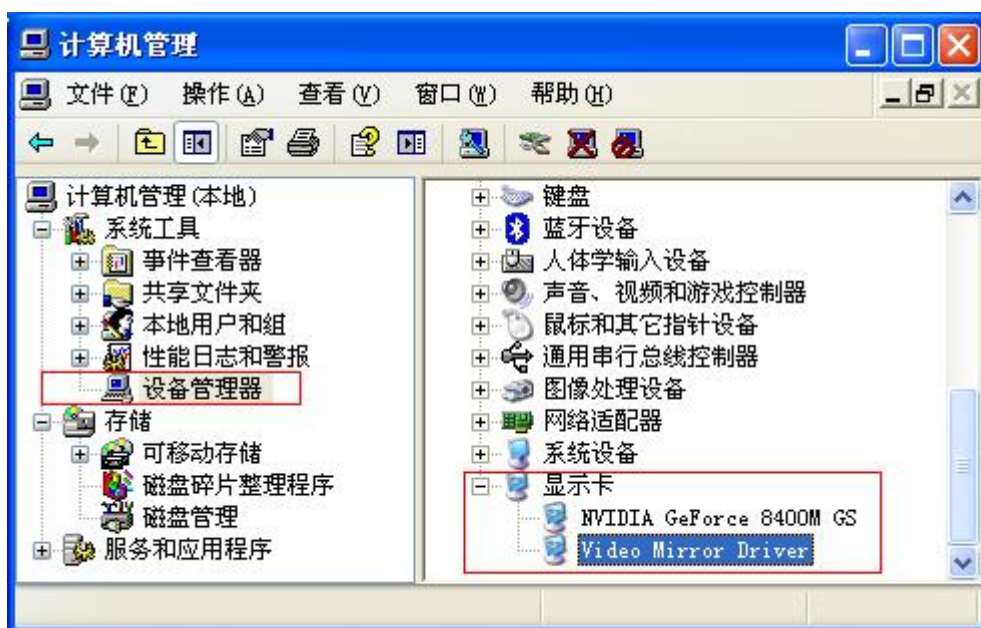 计算机管理
文件(F) 操作(A) 查看(V) 窗口(W) 帮助(H)
计算机管理(本地)
系统工具
事件查看器
共享文件夹
本地用户和组
性能日志和警报
设备管理器
存储
可移动存储
磁盘碎片整理程序
磁盘管理
服务和应用程序
键盘
蓝牙设备
人体学输入设备
声音、视频和游戏控制器
鼠标和其它指针设备
通用串行总线控制器
图像处理设备
网络适配器
系统设备
显示卡
NVIDIA GeForce 8400M GS
Video Mirror Driver